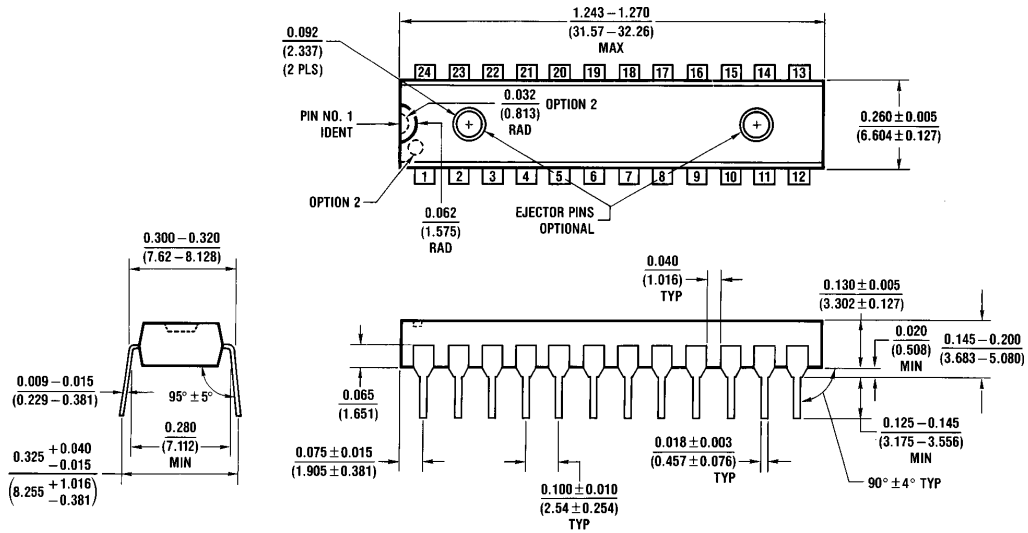 1.243 – 1.270
(31.57 – 32.26)
MAX
0.092
(2.337)
(2 PLS)
24 23 22 21 20 19 18 17 16 15 14 13
0.032
(0.813)
RAD
OPTION 2
PIN NO. 1
IDENT
0.260 ± 0.005
(6.604 ± 0.127)
1 2 3 4 5 6 7 8 9 10 11 12
OPTION 2
0.062
(1.575)
RAD
EJECTOR PINS
OPTIONAL
0.300 – 0.320
(7.62 – 8.128)
0.040
(1.016)
TYP
0.130 ± 0.005
(3.302 ± 0.127)
0.020
(0.508)
MIN
0.145 – 0.200
(3.683 – 5.080)
0.009 – 0.015
(0.229 – 0.381)
95° ± 5°
0.065
(1.651)
0.280
(7.112)
MIN
0.125 – 0.145
(3.175 – 3.556)
MIN
0.325 +0.040
−0.015
(8.255 +1.016
−0.381)
0.075 ± 0.015
(1.905 ± 0.381)
0.018 ± 0.003
(0.457 ± 0.076)
TYP
90° ± 4° TYP
0.100 ± 0.010
(2.54 ± 0.254)
TYP